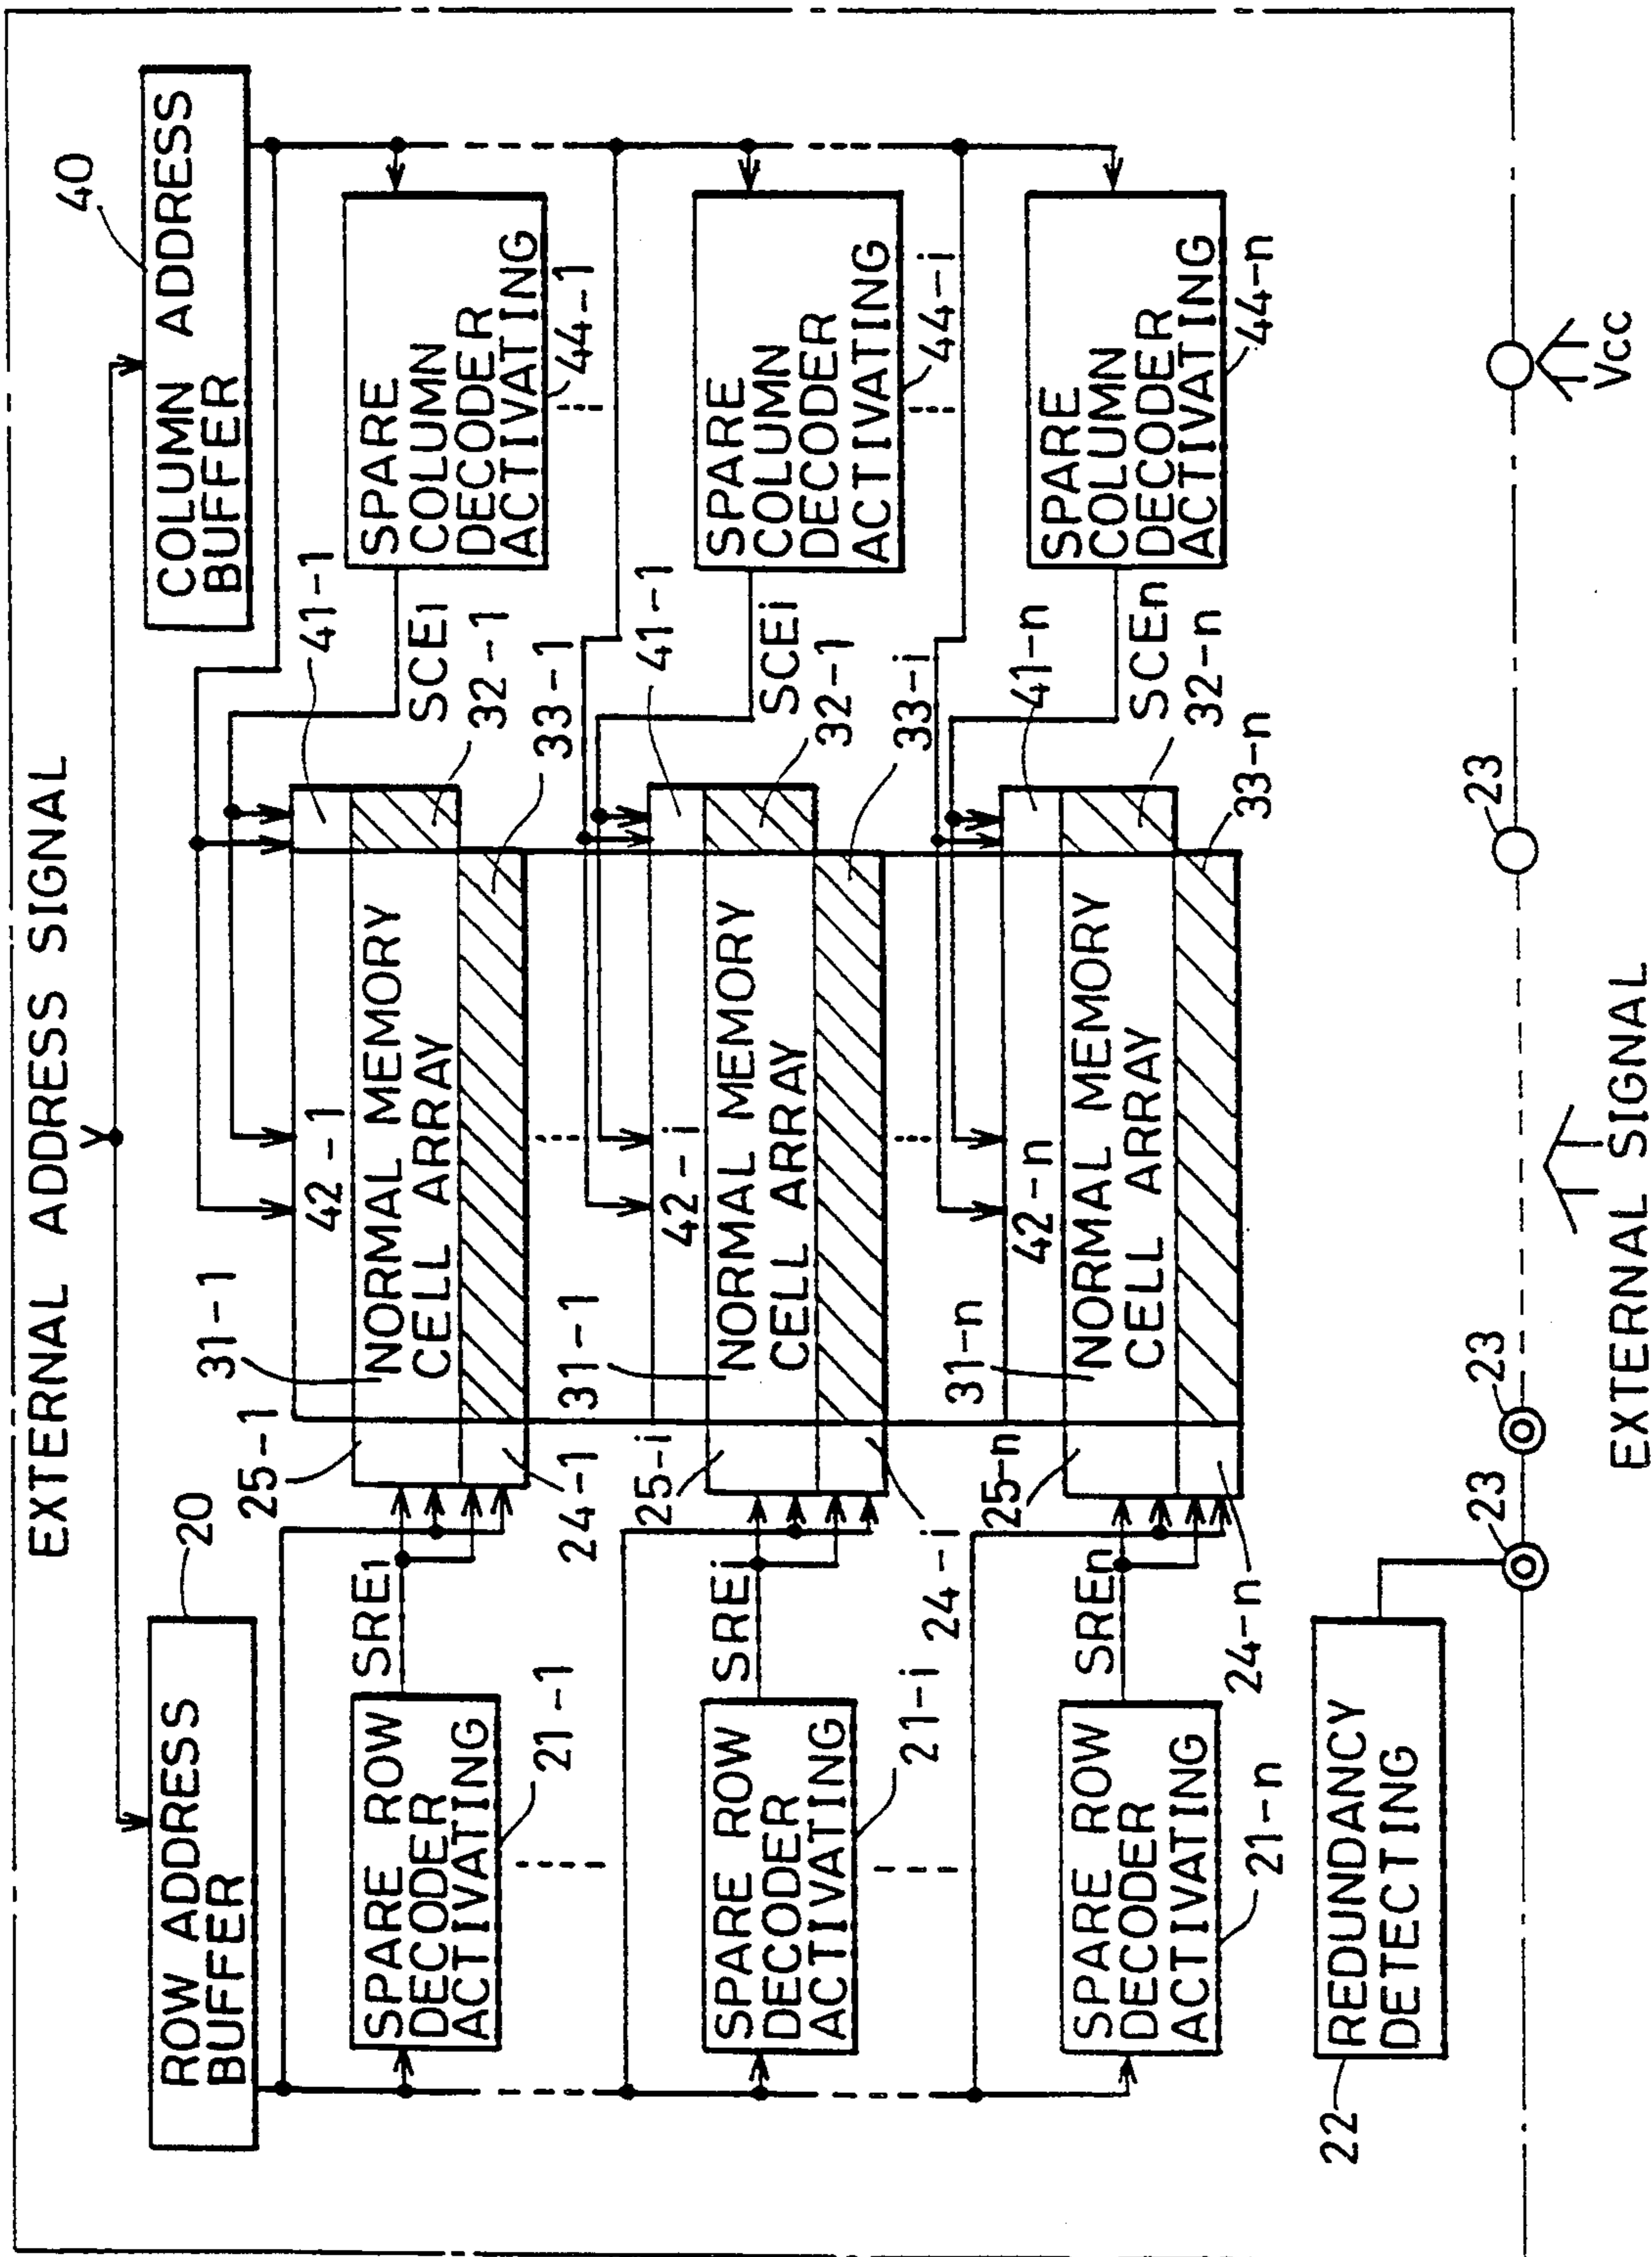 EXTERNAL ADDRESS SIGNAL
20
ROW ADDRESS
BUFFER
40
COLUMN ADDRESS
BUFFER
SPARE ROW
DECODER
ACTIVATING
21-1
SRE1
25-1
24-1
31-1
42-1
NORMAL MEMORY
CELL ARRAY
41-1
32-1
33-1
SCE1
SPARE
COLUMN
DECODER
ACTIVATING
44-1
SPARE ROW
DECODER
ACTIVATING
21-i
SREi
25-i
24-i
31-1
42-i
NORMAL MEMORY
CELL ARRAY
41-1
32-1
33-i
SCEi
SPARE
COLUMN
DECODER
ACTIVATING
44-i
SPARE ROW
DECODER
ACTIVATING
21-n
SREn
25-n
24-n
31-n
42-n
NORMAL MEMORY
CELL ARRAY
41-n
32-n
33-n
SCEn
SPARE
COLUMN
DECODER
ACTIVATING
44-n
22
REDUNDANCY
DETECTING
23
23
23
EXTERNAL SIGNAL
Vcc